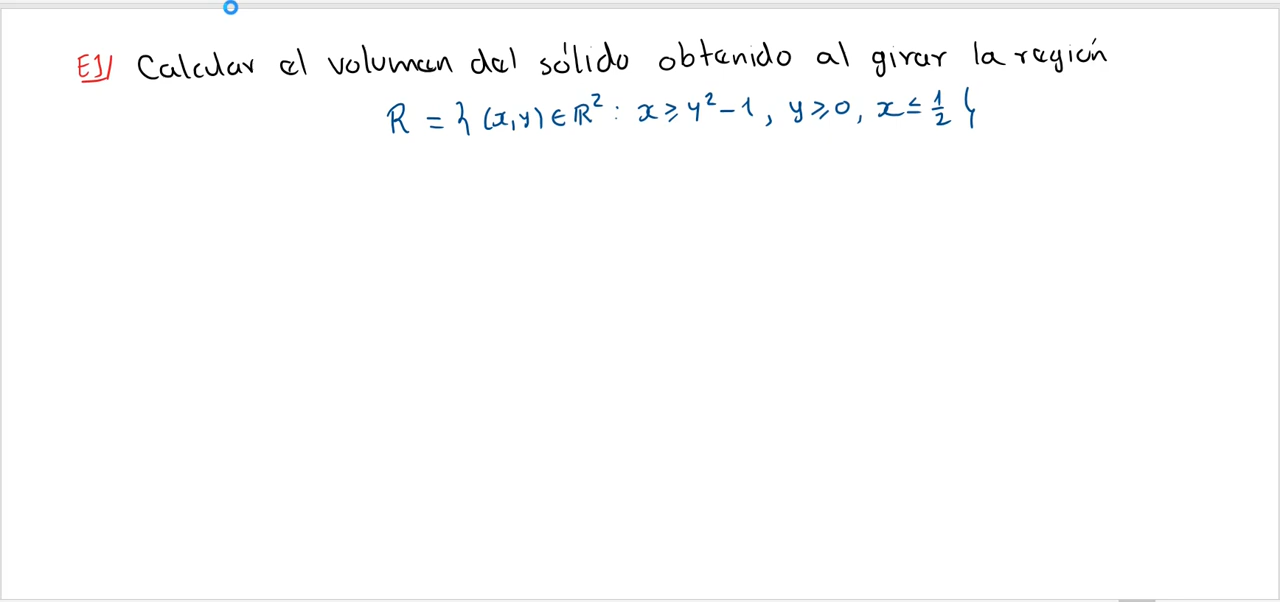 EJ/ Calcular el volumen del sólido obtenido al girar la región
R = { (x,y) ∈ ℝ² : x ≥ y² - 1, y ≥ 0, x ≤ 1/2 }